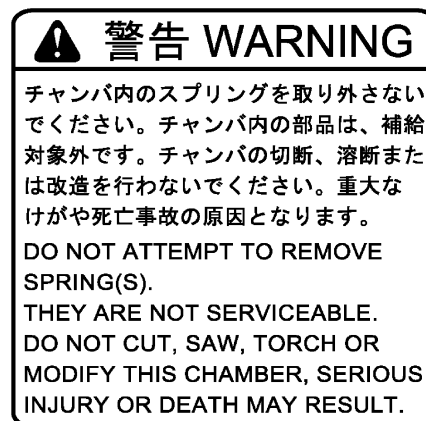 警告 WARNING
チャンバ内のスプリングを取り外さない
でください。チャンバ内の部品は、補給
対象外です。チャンバの切断、溶断また
は改造を行わないでください。重大な
けがや死亡事故の原因となります。
DO NOT ATTEMPT TO REMOVE
SPRING(S).
THEY ARE NOT SERVICEABLE.
DO NOT CUT, SAW, TORCH OR
MODIFY THIS CHAMBER, SERIOUS
INJURY OR DEATH MAY RESULT.